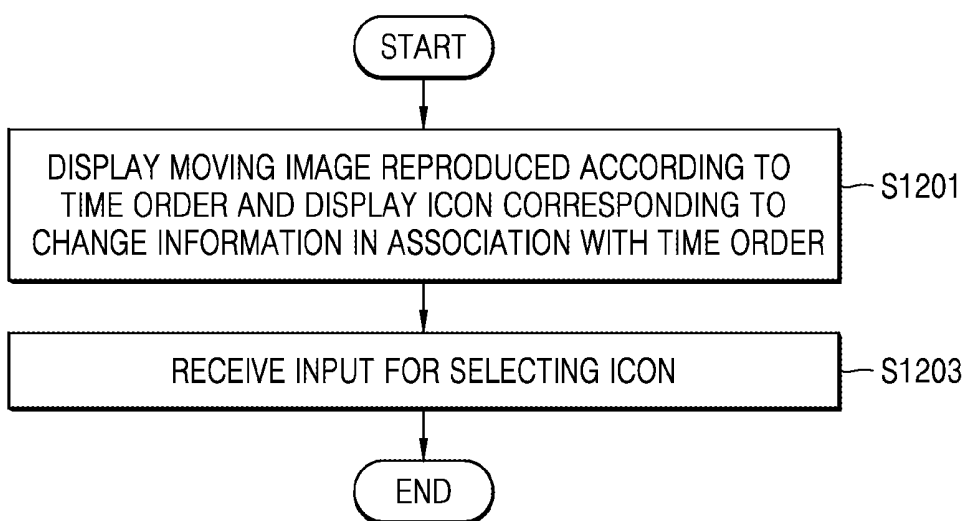 START
DISPLAY MOVING IMAGE REPRODUCED ACCORDING TO
TIME ORDER AND DISPLAY ICON CORRESPONDING TO
CHANGE INFORMATION IN ASSOCIATION WITH TIME ORDER
S1201
RECEIVE INPUT FOR SELECTING ICON
S1203
END